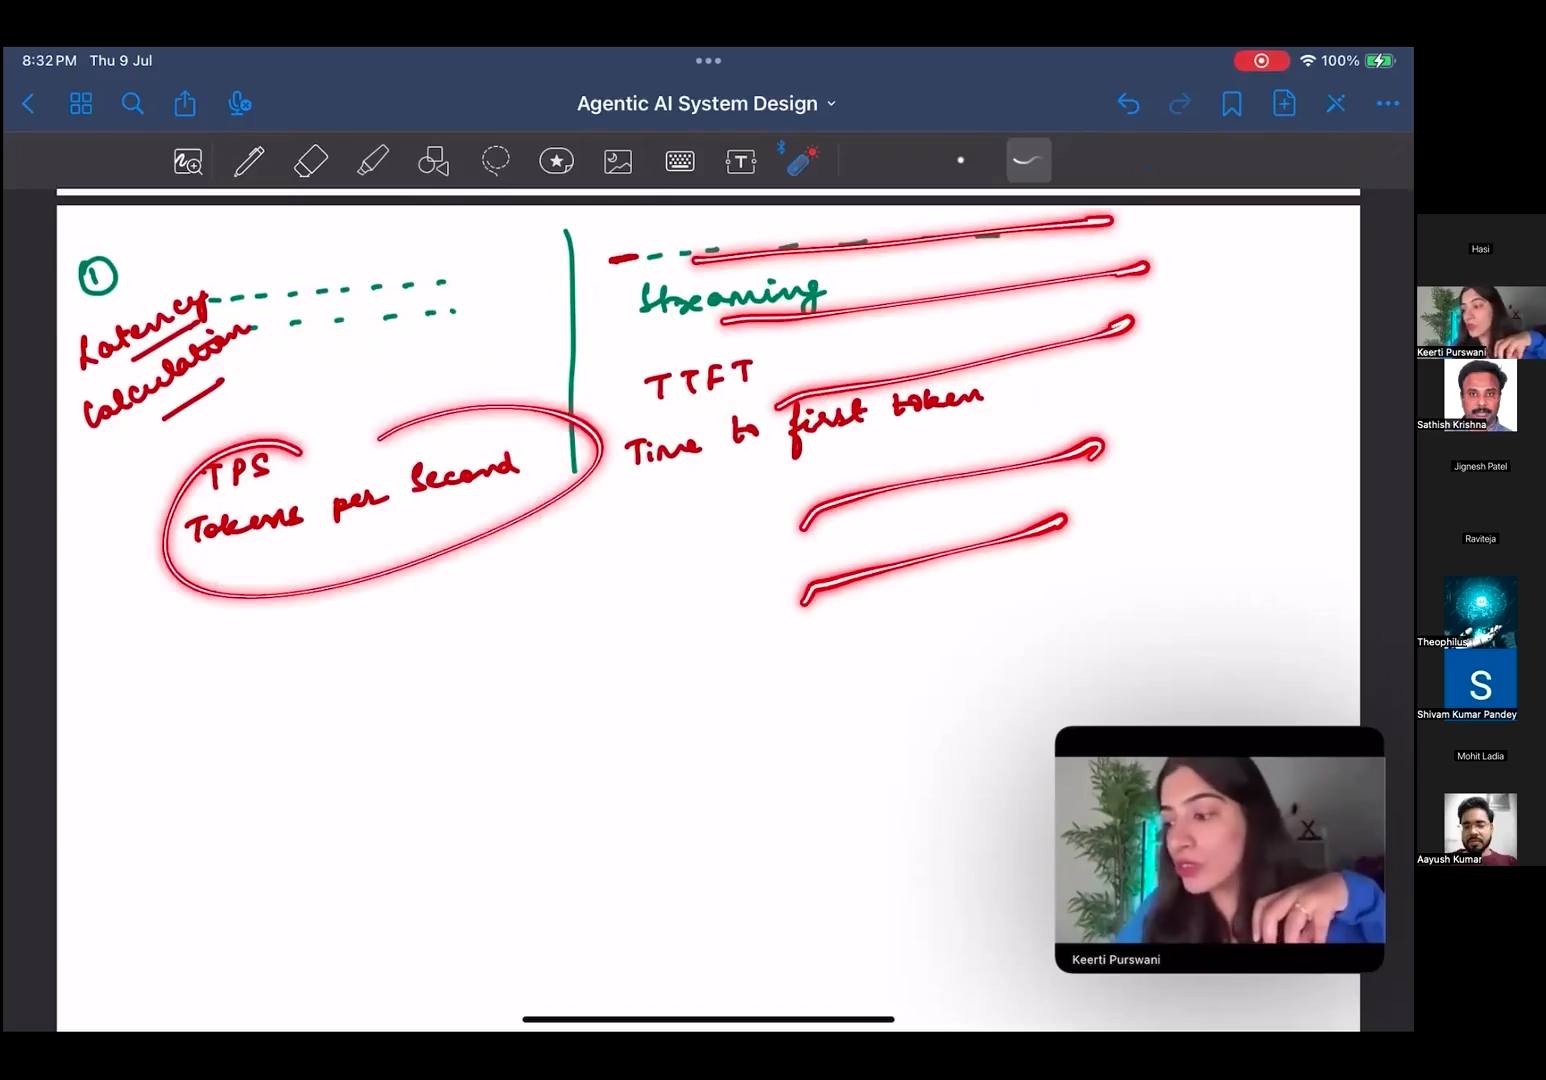 8:32 PM Thu 9 Jul
100%
Agentic AI System Design
T
①
Latency
Calculation
TPS
Tokens per Second
Streaming
TTFT
Time to first token
Keerti Purswani
Hasi
Keerti Purswani
Sathish Krishna
Jignesh Patel
Raviteja
Theophilus
S
Shivam Kumar Pandey
Mohit Ladia
Aayush Kumar